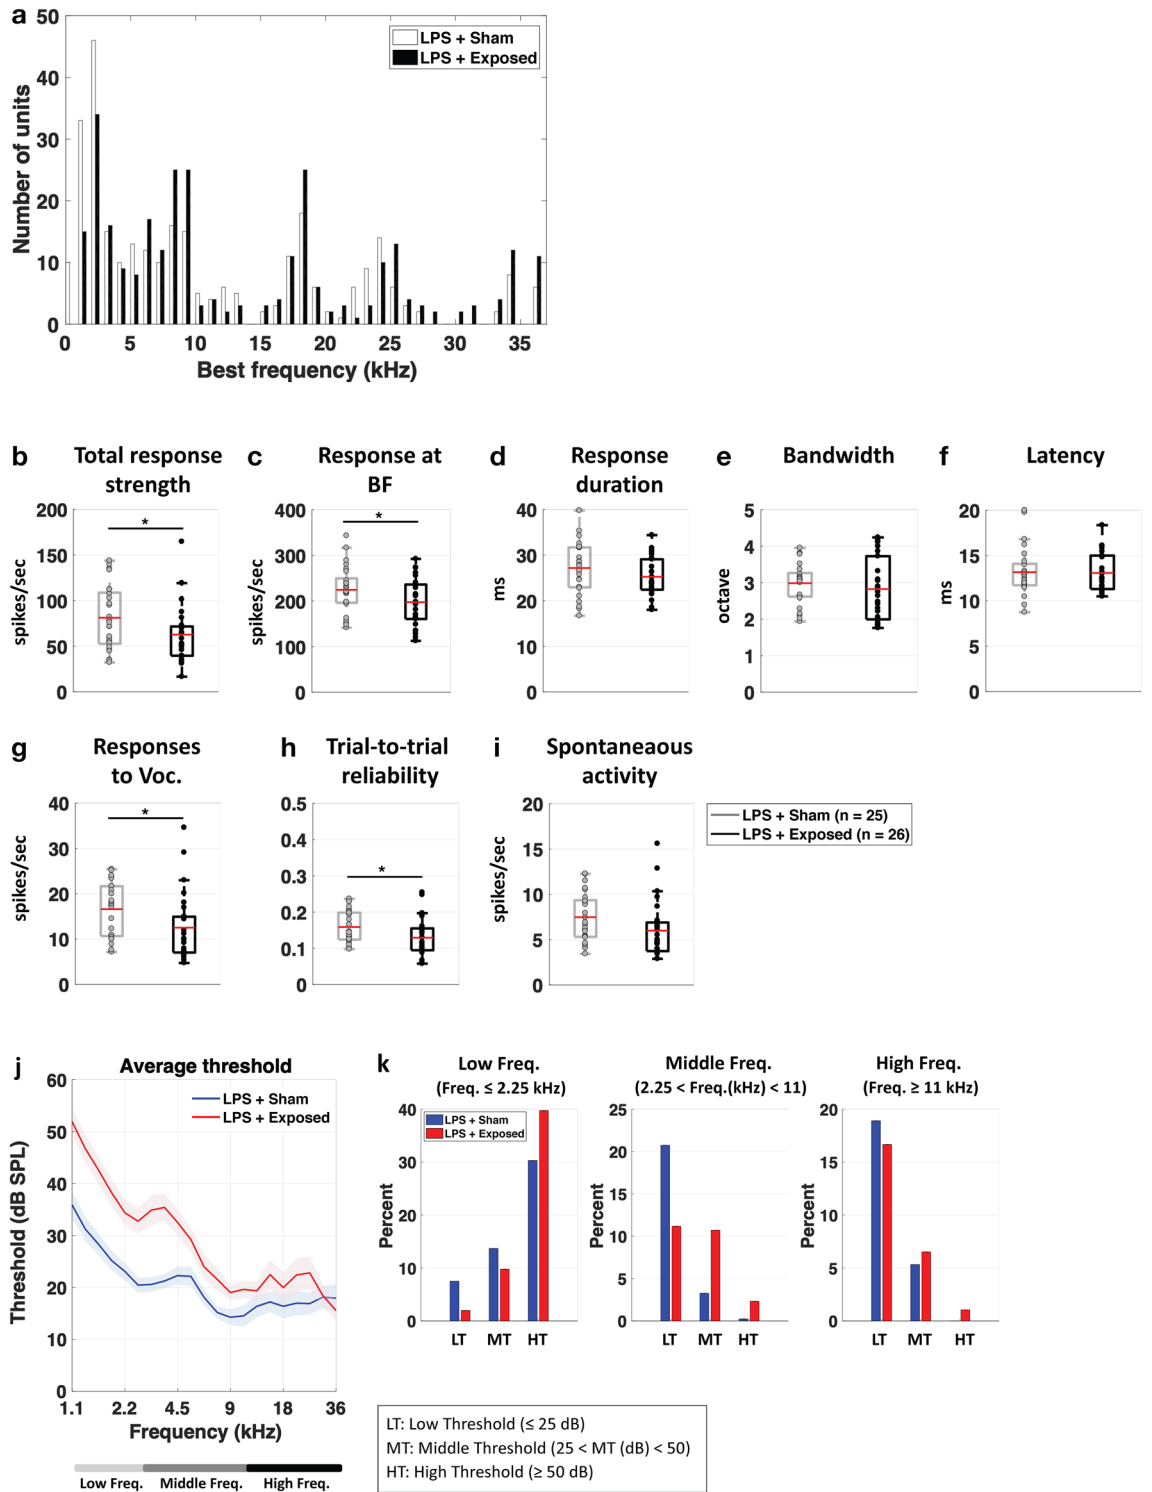 a
50
40
30
20
10
0
Number of units
LPS + Sham
LPS + Exposed
0 5 10 15 20 25 30 35
Best frequency (kHz)
b
Total response
strength
200
150
100
50
0
spikes/sec
*
c
Response at
BF
400
300
200
100
0
spikes/sec
*
d
Response
duration
40
30
20
10
0
ms
e
Bandwidth
5
4
3
2
1
0
octave
f
Latency
20
15
10
5
0
ms
g
Responses
to Voc.
40
30
20
10
0
spikes/sec
*
h
Trial-to-trial
reliability
0.5
0.4
0.3
0.2
0.1
0
*
i
Spontaneaous
activity
20
15
10
5
0
spikes/sec
LPS + Sham (n = 25)
LPS + Exposed (n = 26)
j
Average threshold
60
50
40
30
20
10
0
Threshold (dB SPL)
LPS + Sham
LPS + Exposed
1.1 2.2 4.5 9 18 36
Frequency (kHz)
Low Freq. Middle Freq. High Freq.
k
Low Freq.
(Freq. ≤ 2.25 kHz)
40
30
20
10
0
Percent
LPS + Sham
LPS + Exposed
LT MT HT
Middle Freq.
(2.25 < Freq.(kHz) < 11)
25
20
15
10
5
0
Percent
LT MT HT
High Freq.
(Freq. ≥ 11 kHz)
20
15
10
5
0
Percent
LT MT HT
LT: Low Threshold (≤ 25 dB)
MT: Middle Threshold (25 < MT (dB) < 50)
HT: High Threshold (≥ 50 dB)